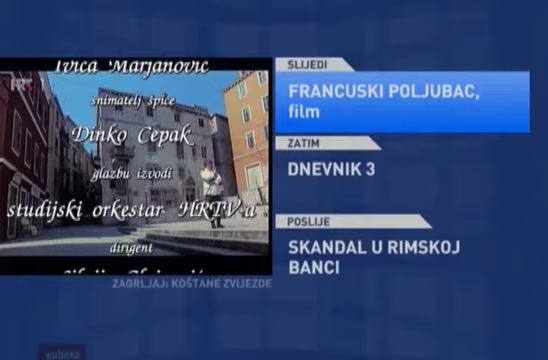 Ivica Marjanović
HRT
snimatelj špice
Dinko Cepak
glazbu izvodi
studijski orkestar HRTV-a
dirigent
ZAGRLJAJ: KOŠTANE ZVIJEZDE
SLIJEDI
FRANCUSKI POLJUBAC,
film
ZATIM
DNEVNIK 3
POSLIJE
SKANDAL U RIMSKOJ
BANCI
subota